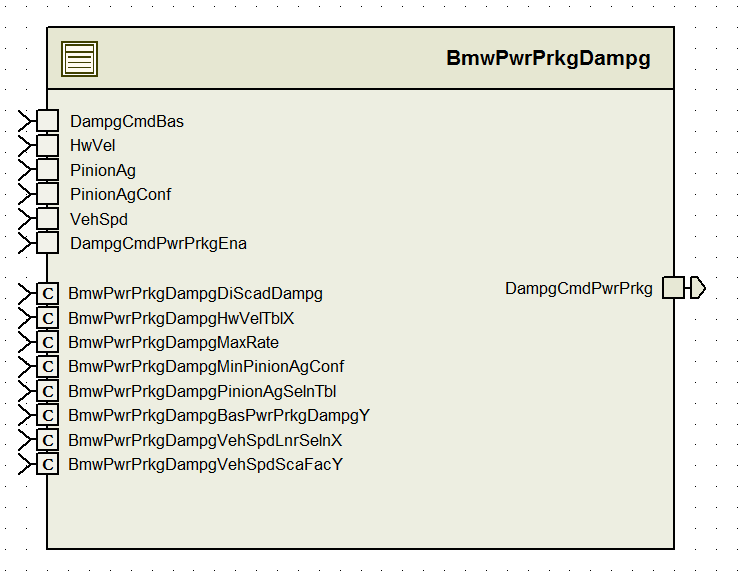 BmwPwrPrkgDampg
DampgCmdBas
HwVel
PinionAg
PinionAgConf
VehSpd
DampgCmdPwrPrkgEna
DampgCmdPwrPrkg
C BmwPwrPrkgDampgDiScadDampg
C BmwPwrPrkgDampgHwVelTblX
C BmwPwrPrkgDampgMaxRate
C BmwPwrPrkgDampgMinPinionAgConf
C BmwPwrPrkgDampgPinionAgSelnTbl
C BmwPwrPrkgDampgBasPwrPrkgDampgY
C BmwPwrPrkgDampgVehSpdLnrSelnX
C BmwPwrPrkgDampgVehSpdScaFacY